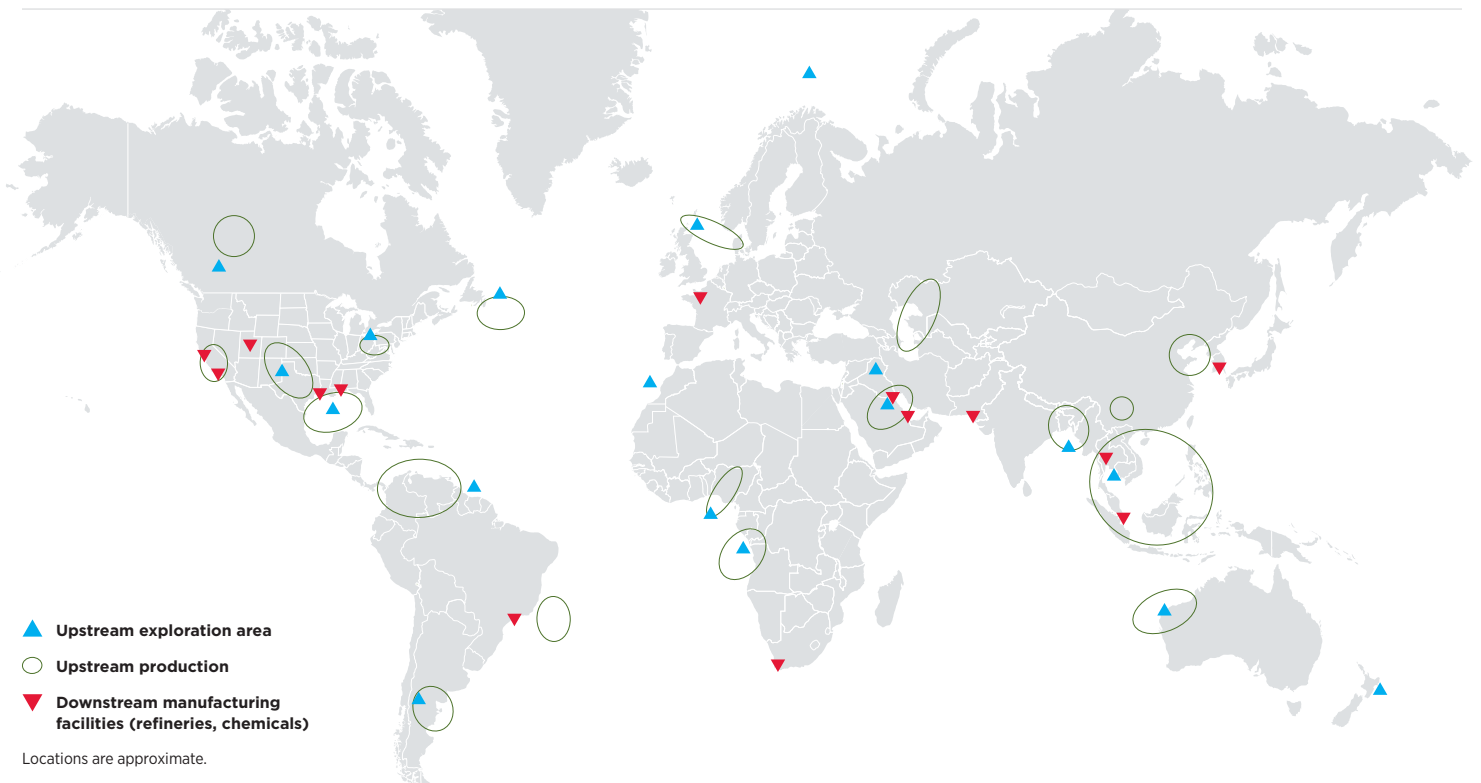 Upstream exploration area
Upstream production
Downstream manufacturing
facilities (refineries, chemicals)
Locations are approximate.